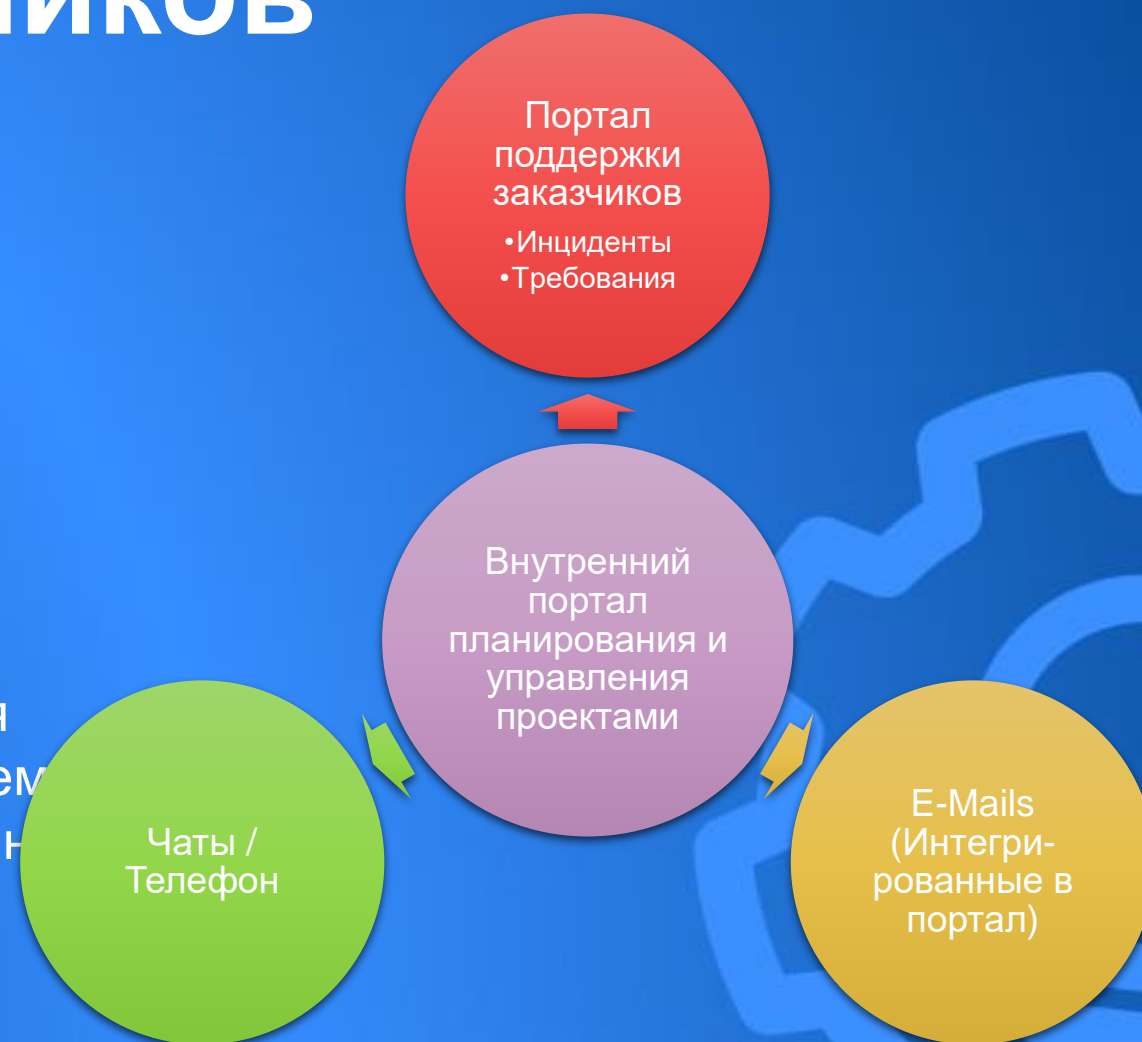 Портал
поддержки
заказчиков
•Инциденты
•Требования
Внутренний
портал
планирования и
управления
проектами
Чаты /
Телефон
E-Mails
(Интегри-
рованные в
портал)